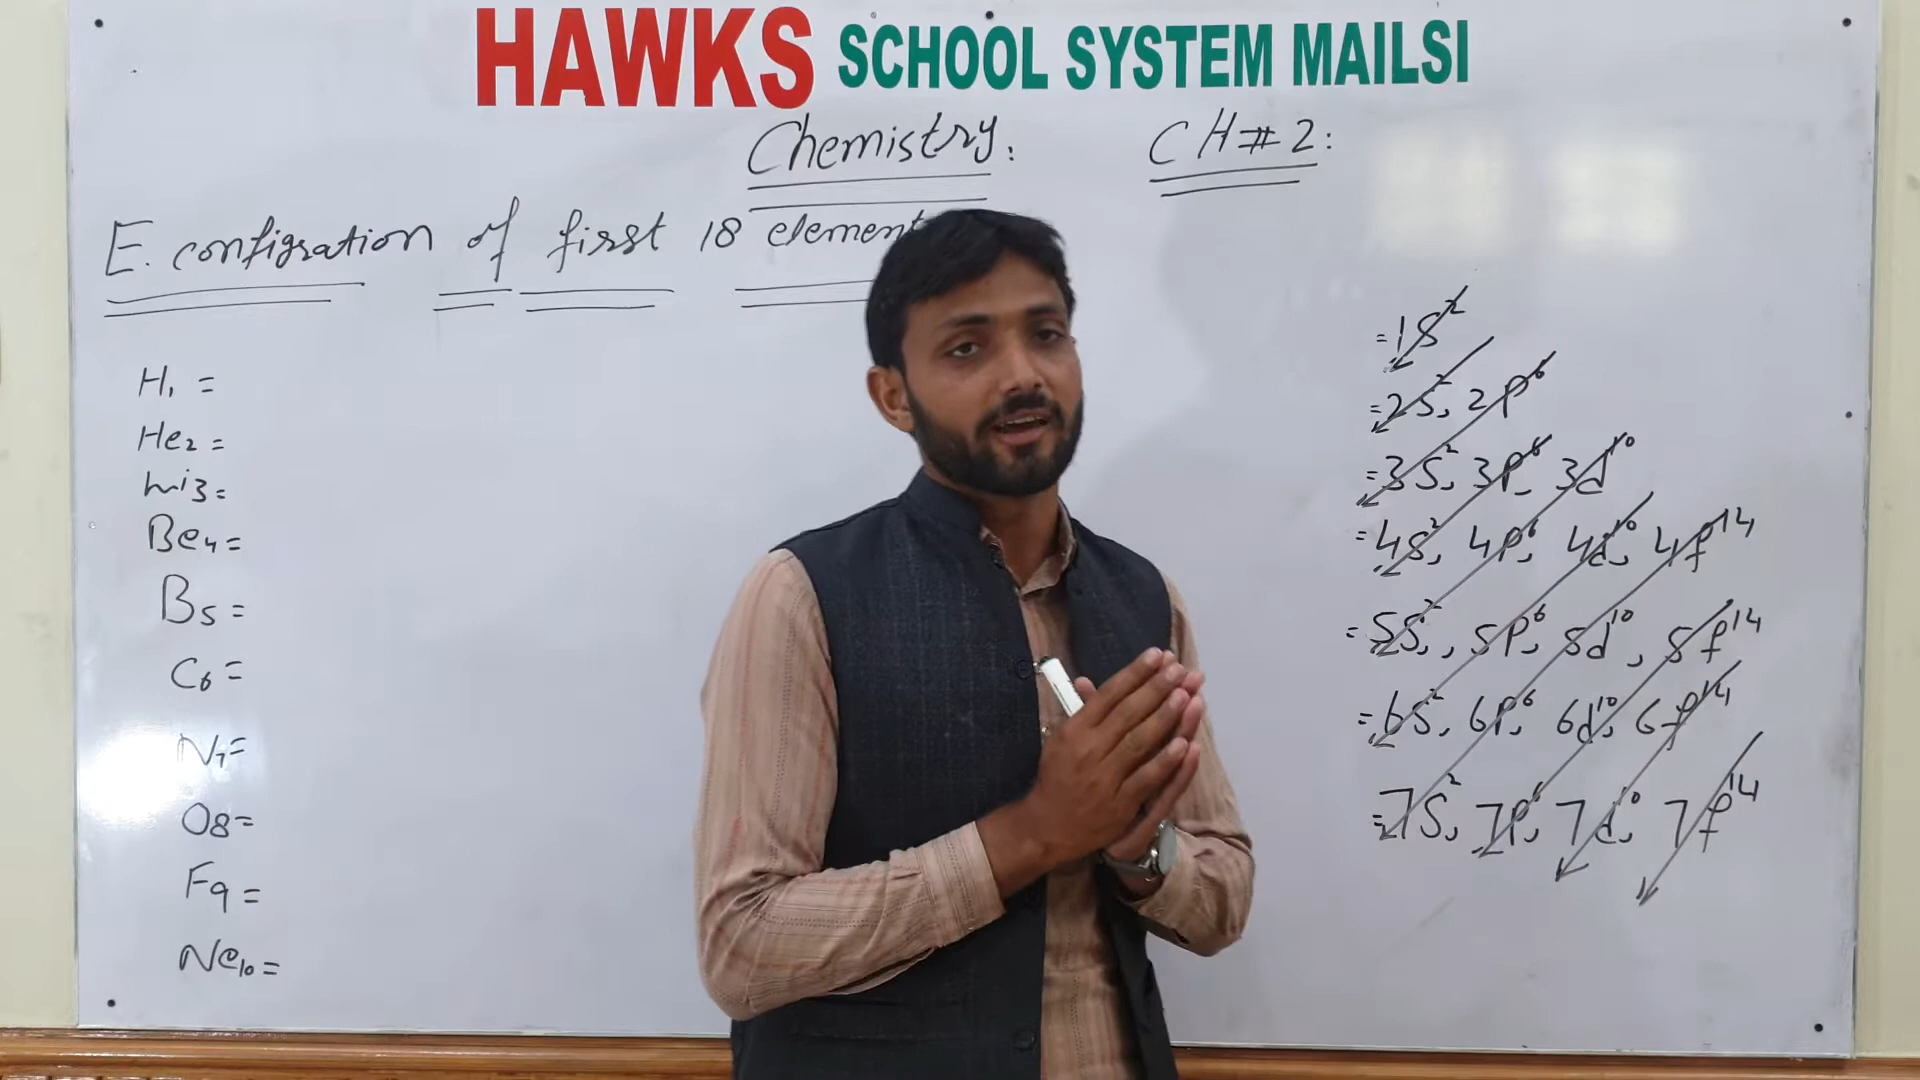 HAWKS SCHOOL SYSTEM MAILSI
Chemistry. CH#2:
E. configration of first 18 element
H₁ =
He₂ =
Li3 =
Be₄ =
B₅ =
C₆ =
N₇ =
O8 =
F9 =
Ne₁₀ =
=1S²
=2S², 2P⁶
=3S², 3P⁶, 3d¹⁰
=4S², 4P⁶, 4d¹⁰, 4f¹⁴
=5S², 5P⁶, 5d¹⁰, 5f¹⁴
=6S², 6P⁶, 6d¹⁰, 6f¹⁴
=7S², 7P⁶, 7d¹⁰, 7f¹⁴